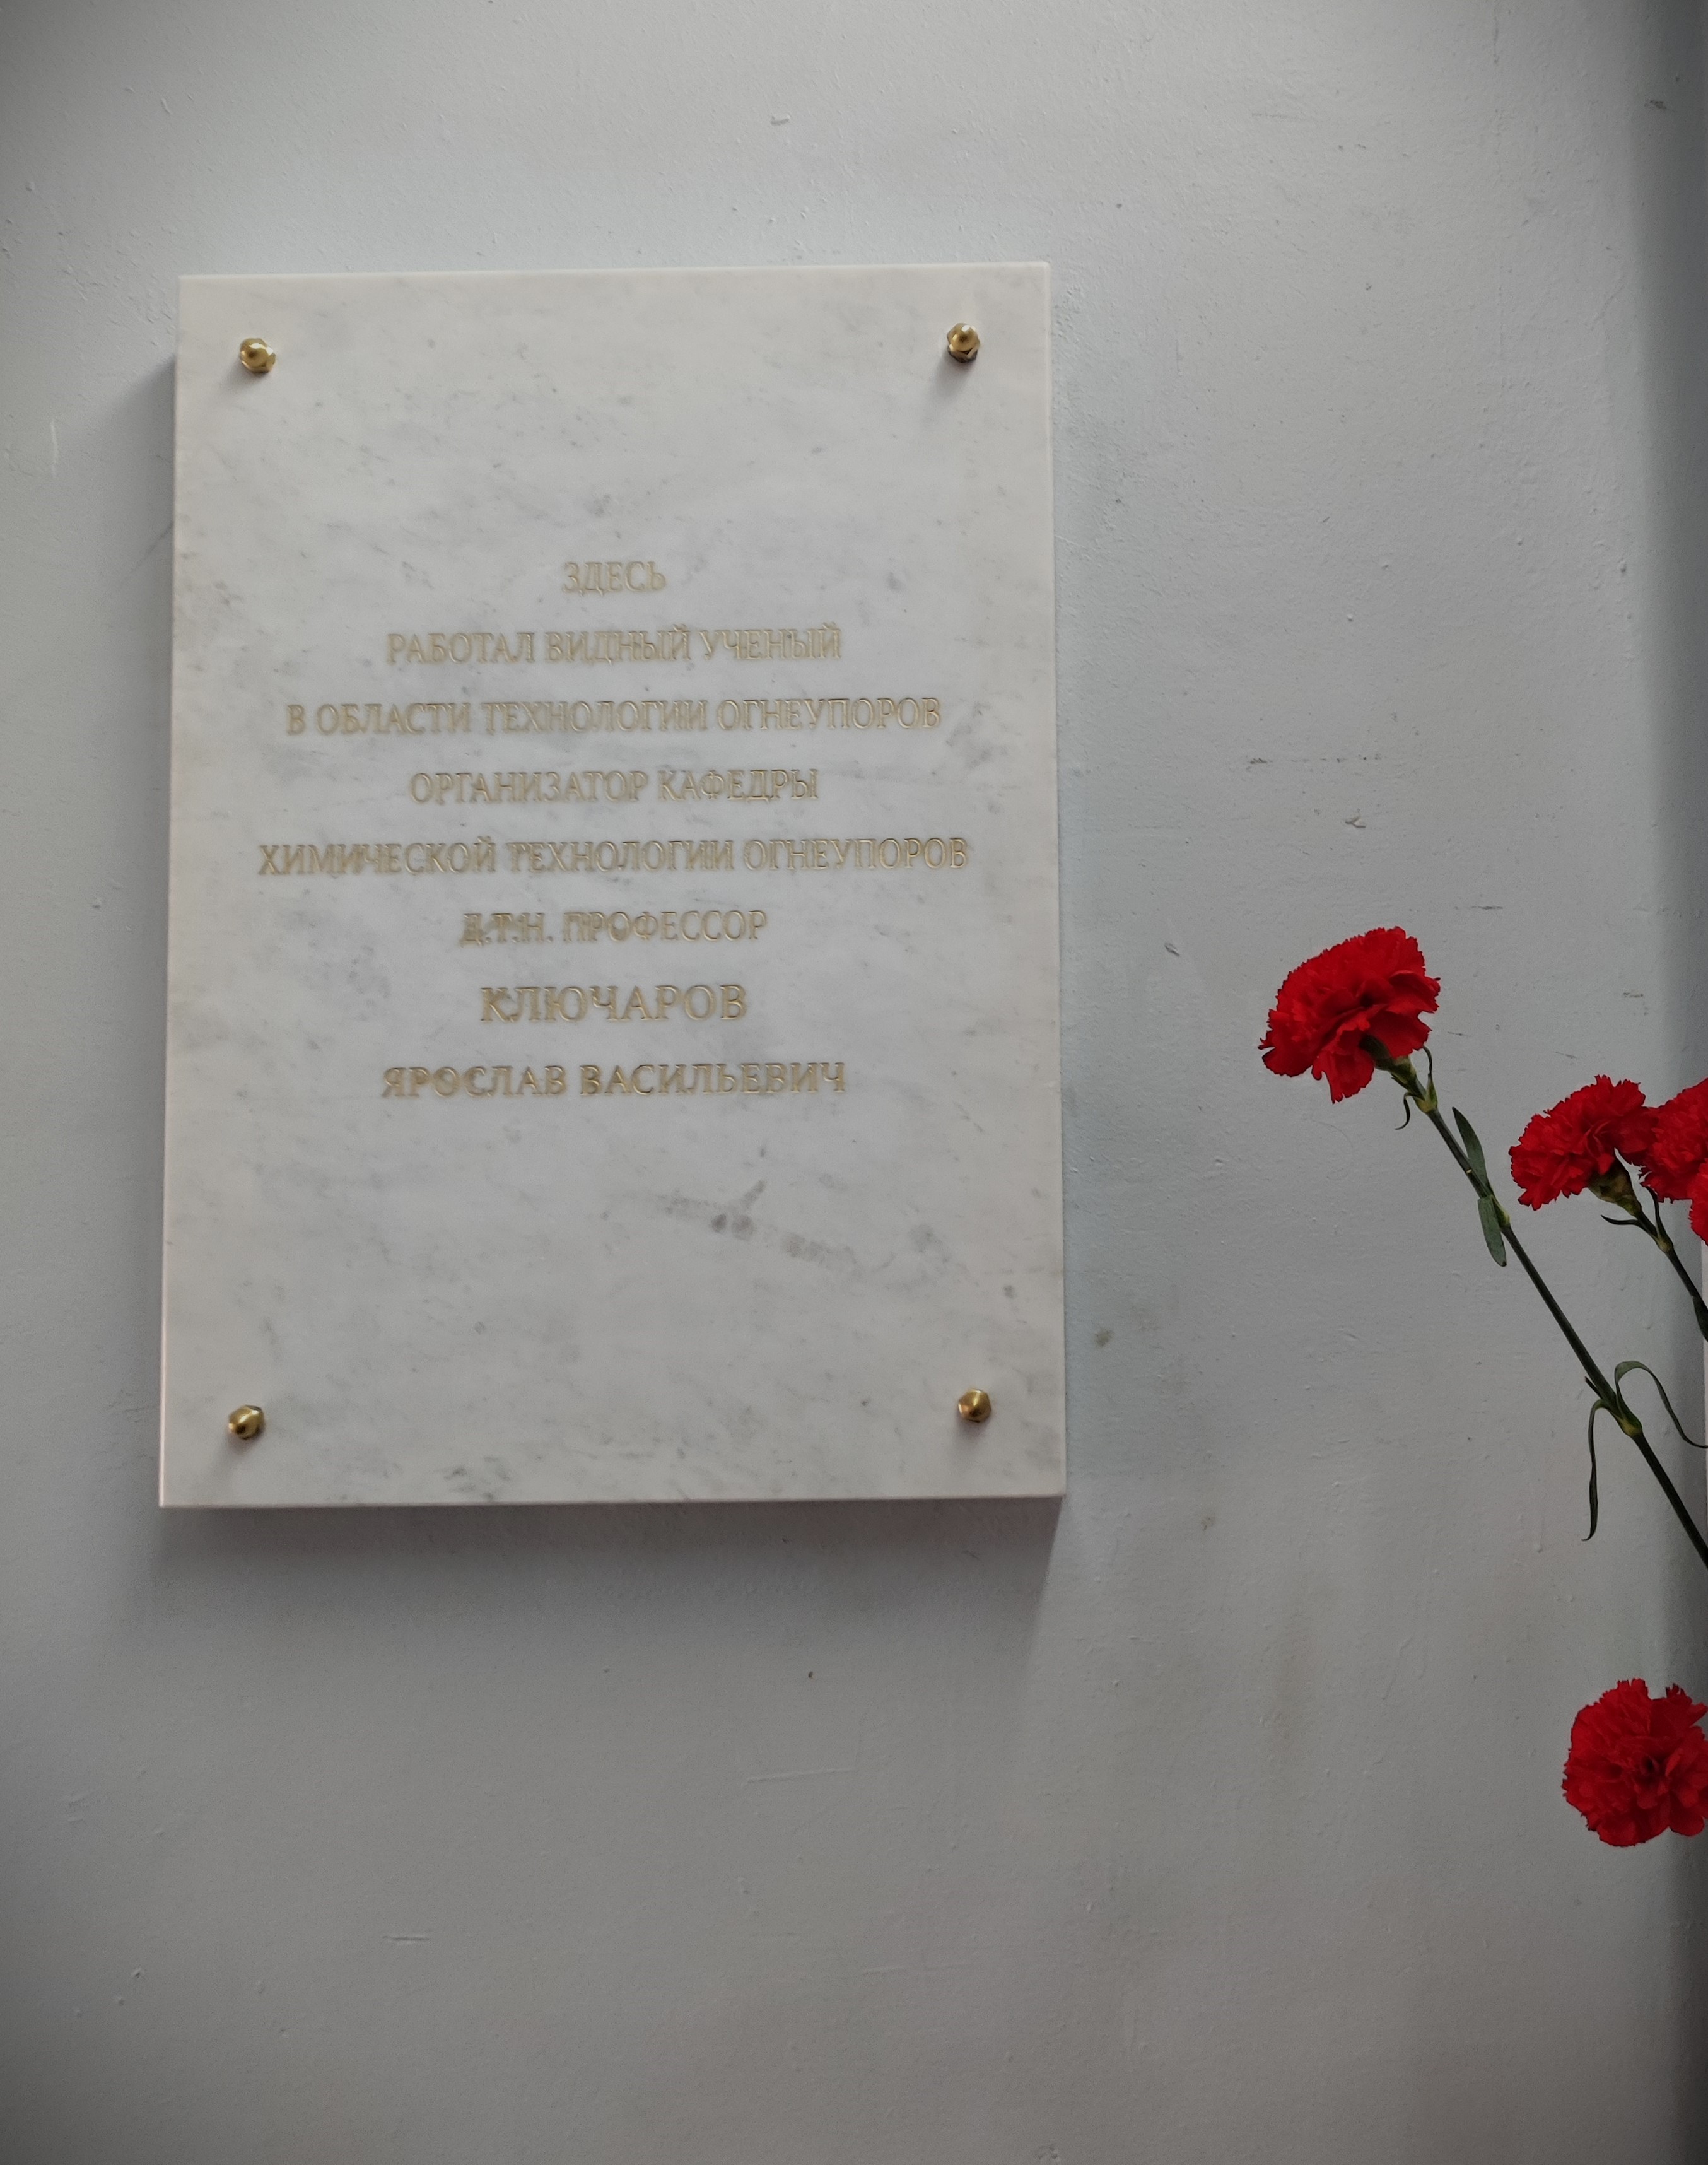 ЗДЕСЬ
РАБОТАЛ ВИДНЫЙ УЧЕНЫЙ
В ОБЛАСТИ ТЕХНОЛОГИИ ОГНЕУПОРОВ
ОРГАНИЗАТОР КАФЕДРЫ
ХИМИЧЕСКОЙ ТЕХНОЛОГИИ ОГНЕУПОРОВ
Д.Т.Н. ПРОФЕССОР
КЛЮЧАРОВ
ЯРОСЛАВ ВАСИЛЬЕВИЧ